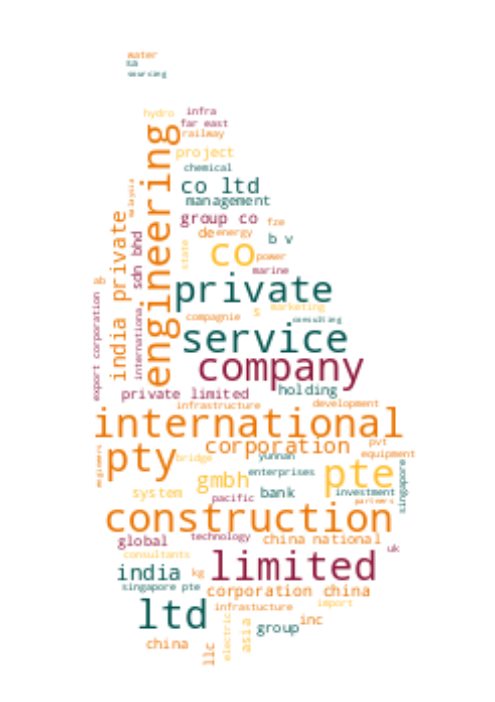 water
sa
sourcing
hydro
infra
far east
railway
engineering
project
chemical
malaysia
co ltd
management
india private
group co
fze
sdn bhd
de
energy
b v
state
co
power
marine
ab
private
export corporation
international
compagnie
s
marketing
consulting
service
company
private limited
holding
infrastructure
development
international
engineers
pty
corporation
pvt
bridge
yunnan
equipment
gmbh
enterprises
pte
singapore
system
pacific
bank
investment
partners
construction
global
technology
china national
uk
consultants
india
kg
limited
singapore pte
corporation china
ltd
infrastucture
import
electric
asia
group
inc
china
llc